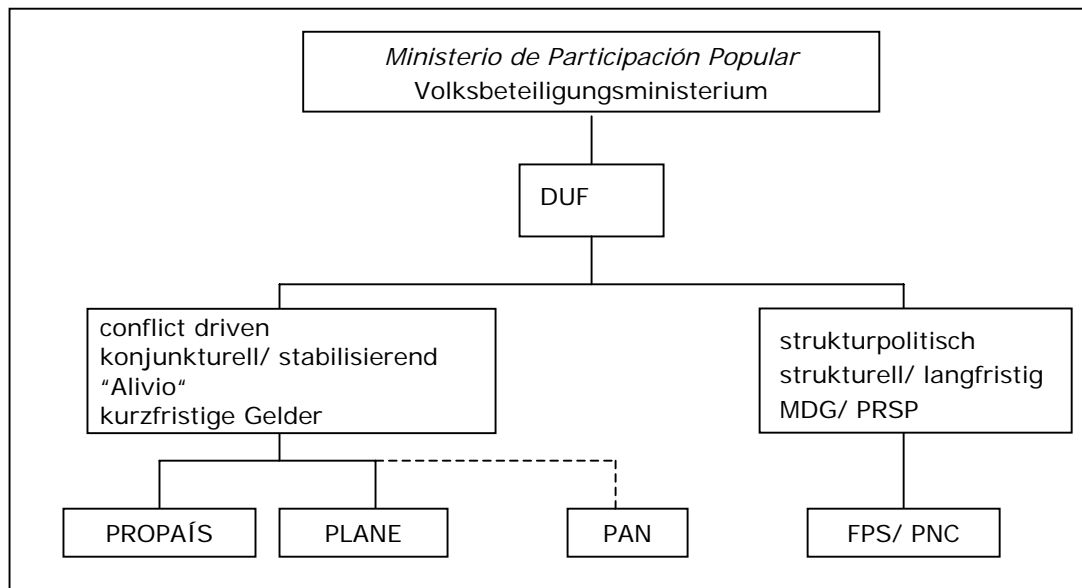 Ministerio de Participación Popular
Volksbeteiligungsministerium
DUF
conflict driven
konjunkturell/ stabilisierend
“Alivio“
kurzfristige Gelder
strukturpolitisch
strukturell/ langfristig
MDG/ PRSP
PROPAÍS
PLANE
PAN
FPS/ PNC